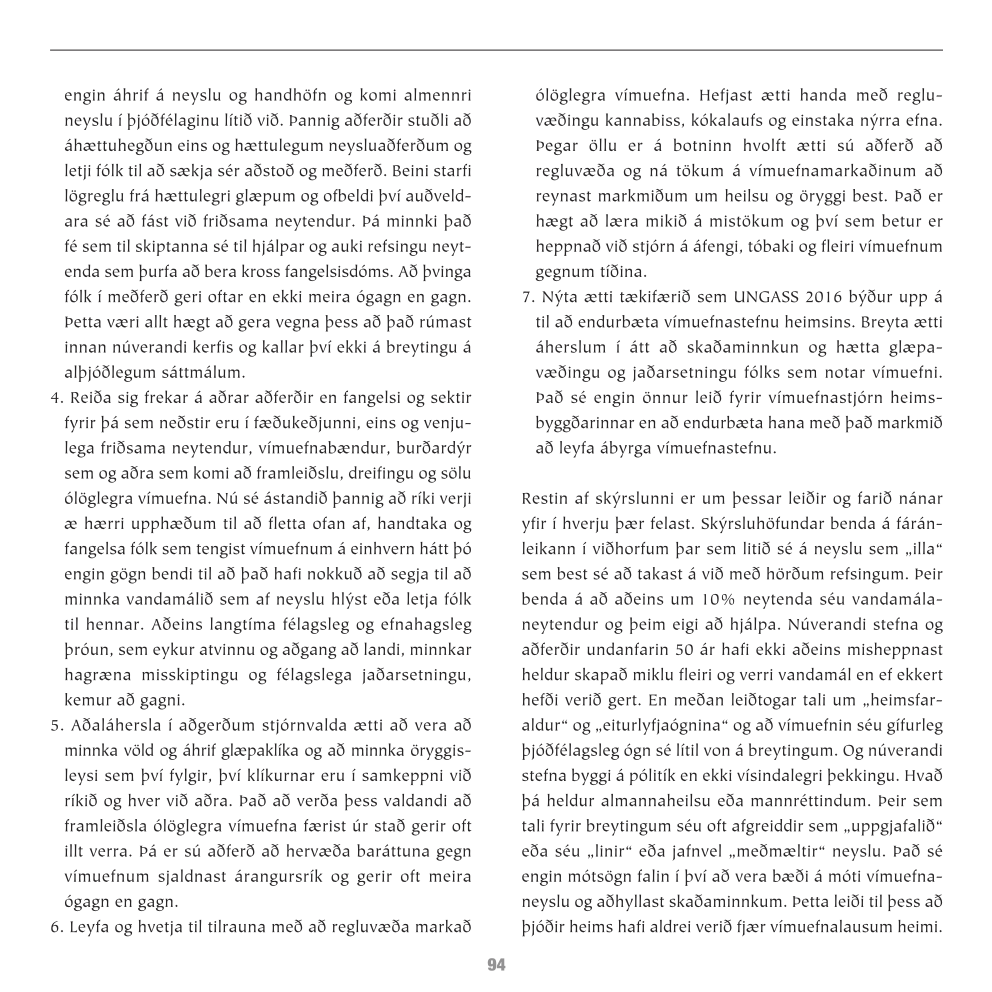 engin áhrif á neyslu og handhöfn og komi almennri
neyslu í þjóðfélaginu lítið við. Þannig aðferðir stuðli að
áhættuhegðun eins og hættulegum neysluaðferðum og
letji fólk til að sækja sér aðstoð og meðferð. Beini starfi
lögreglu frá hættulegri glæpum og ofbeldi því auðveld-
ara sé að fást við friðsama neytendur. Þá minnki það
fé sem til skiptanna sé til hjálpar og auki refsingu neyt-
enda sem þurfa að bera kross fangelsisdóms. Að þvinga
fólk í meðferð geri oftar en ekki meira ógagn en gagn.
Þetta væri allt hægt að gera vegna þess að það rúmast
innan núverandi kerfis og kallar því ekki á breytingu á
alþjóðlegum sáttmálum.
4. Reiða sig frekar á aðrar aðferðir en fangelsi og sektir
fyrir þá sem neðstir eru í fæðukeðjunni, eins og venju-
lega friðsama neytendur, vímuefnabændur, burðardýr
sem og aðra sem komi að framleiðslu, dreifingu og sölu
ólöglegra vímuefna. Nú sé ástandið þannig að ríki verji
æ hærri upphæðum til að fletta ofan af, handtaka og
fangelsa fólk sem tengist vímuefnum á einhvern hátt þó
engin gögn bendi til að það hafi nokkuð að segja til að
minnka vandamálið sem af neyslu hlýst eða letja fólk
til hennar. Aðeins langtíma félagsleg og efnahagsleg
þróun, sem eykur atvinnu og aðgang að landi, minnkar
hagræna misskiptingu og félagslega jaðarsetningu,
kemur að gagni.
5. Aðaláhersla í aðgerðum stjórnvalda ætti að vera að
minnka völd og áhrif glæpaklíka og að minnka öryggis-
leysi sem því fylgir, því klíkurnar eru í samkeppni við
ríkið og hver við aðra. Það að verða þess valdandi að
framleiðsla ólöglegra vímuefna færist úr stað gerir oft
illt verra. Þá er sú aðferð að hervæða baráttuna gegn
vímuefnum sjaldnast árangursrík og gerir oft meira
ógagn en gagn.
6. Leyfa og hvetja til tilrauna með að regluvæða markað
ólöglegra vímuefna. Hefjast ætti handa með reglu-
væðingu kannabiss, kókalaufs og einstaka nýrra efna.
Þegar öllu er á botninn hvolft ætti sú aðferð að
regluvæða og ná tökum á vímuefnamarkaðinum að
reynast markmiðum um heilsu og öryggi best. Það er
hægt að læra mikið á mistökum og því sem betur er
heppnað við stjórn á áfengi, tóbaki og fleiri vímuefnum
gegnum tíðina.
7. Nýta ætti tækifærið sem UNGASS 2016 býður upp á
til að endurbæta vímuefnastefnu heimsins. Breyta ætti
áherslum í átt að skaðaminnkun og hætta glæpa-
væðingu og jaðarsetningu fólks sem notar vímuefni.
Það sé engin önnur leið fyrir vímuefnastjórn heims-
byggðarinnar en að endurbæta hana með það markmið
að leyfa ábyrga vímuefnastefnu.
Restin af skýrslunni er um þessar leiðir og farið nánar
yfir í hverju þær felast. Skýrsluhöfundar benda á fárán-
leikann í viðhorfum þar sem litið sé á neyslu sem „illa“
sem best sé að takast á við með hörðum refsingum. Þeir
benda á að aðeins um 10% neytenda séu vandamála-
neytendur og þeim eigi að hjálpa. Núverandi stefna og
aðferðir undanfarin 50 ár hafi ekki aðeins misheppnast
heldur skapað miklu fleiri og verri vandamál en ef ekkert
hefði verið gert. En meðan leiðtogar tali um „heimsfar-
aldur“ og „eiturlyfjaógnina“ og að vímuefnin séu gífurleg
þjóðfélagsleg ógn sé lítil von á breytingum. Og núverandi
stefna byggi á pólitík en ekki vísindalegri þekkingu. Hvað
þá heldur almannaheilsu eða mannréttindum. Þeir sem
tali fyrir breytingum séu oft afgreiddir sem „uppgjafalið“
eða séu „linir“ eða jafnvel „meðmæltir“ neyslu. Það sé
engin mótsögn falin í því að vera bæði á móti vímuefna-
neyslu og aðhyllast skaðaminnkum. Þetta leiði til þess að
þjóðir heims hafi aldrei verið fjær vímuefnalausum heimi.
94